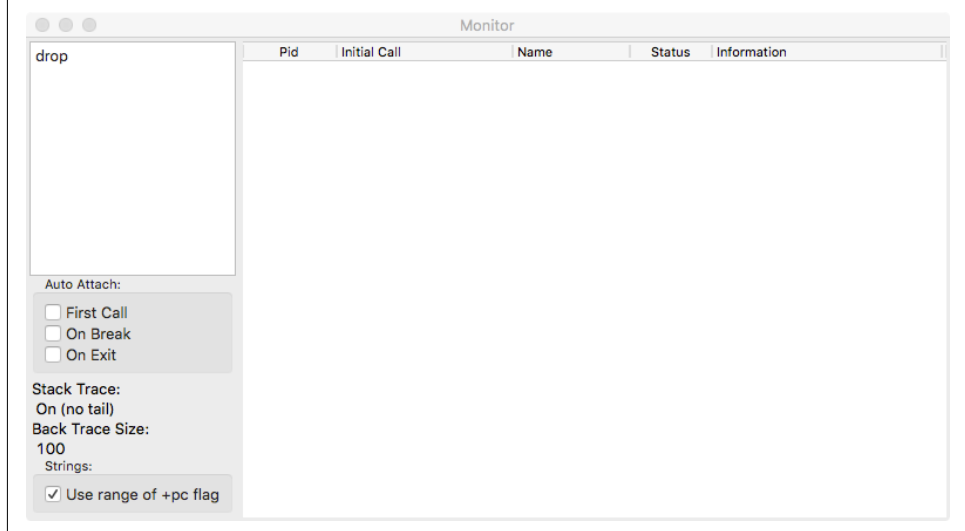 Monitor
drop
Pid Initial Call Name Status Information
Auto Attach:
First Call
On Break
On Exit
Stack Trace:
On (no tail)
Back Trace Size:
100
Strings:
Use range of +pc flag